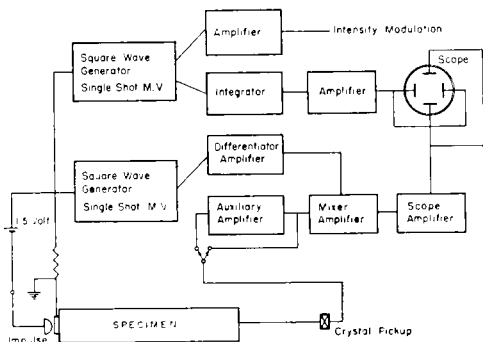 Amplifier
Intensity Modulation
Square Wave
Generator
Single Shot M.V
Scope
Integrator
Amplifier
Differentiator
Amplifier
Square Wave
Generator
Single Shot M.V
1.5 Volt
Auxiliary
Amplifier
Mixer
Amplifier
Scope
Amplifier
SPECIMEN
Impulse
Crystal Pickup